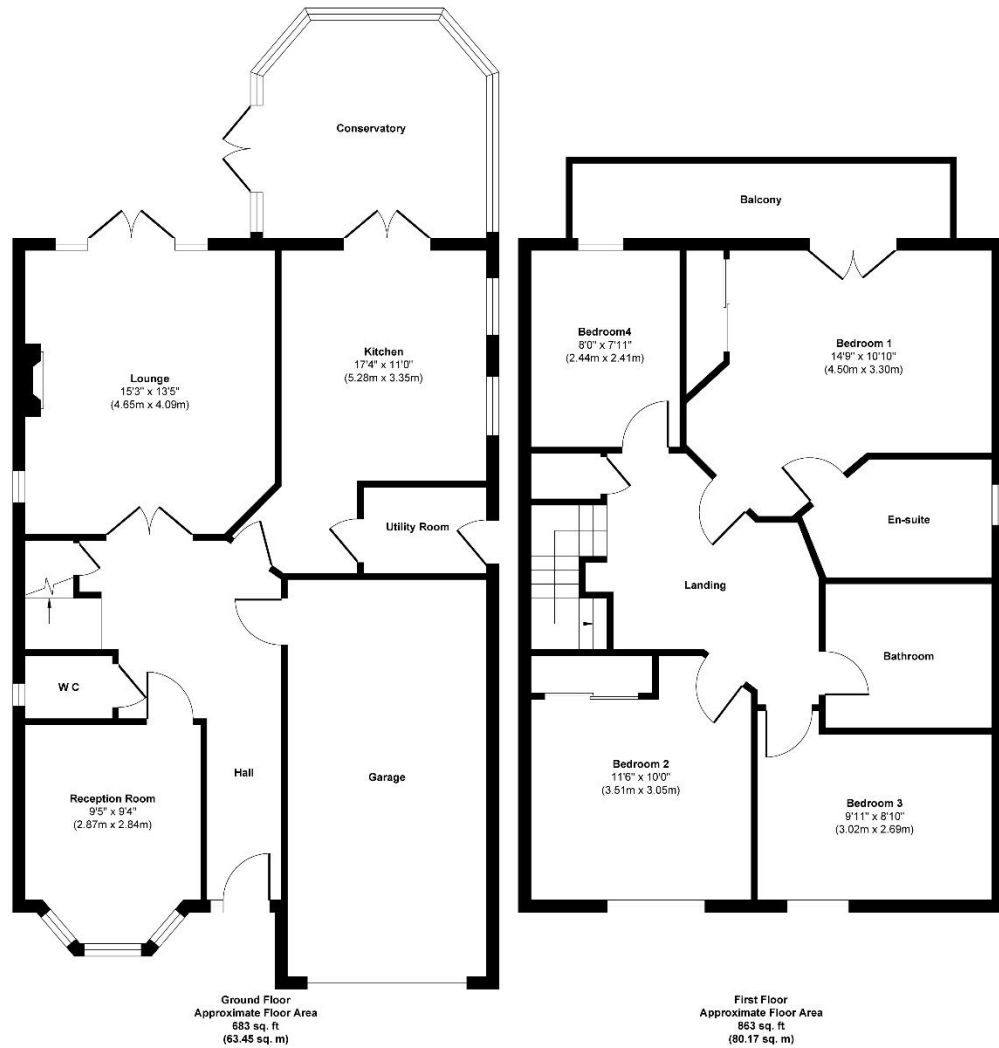 Conservatory
Balcony
Lounge
15'3" x 13'5"
(4.65m x 4.09m)
Kitchen
17'4" x 11'0"
(5.28m x 3.35m)
Bedroom4
8'0" x 7'11"
(2.44m x 2.41m)
Bedroom 1
14'9" x 10'10"
(4.50m x 3.30m)
Utility Room
En-suite
Landing
W C
Bathroom
Hall
Garage
Reception Room
9'5" x 9'4"
(2.87m x 2.84m)
Bedroom 2
11'6" x 10'0"
(3.51m x 3.05m)
Bedroom 3
9'11" x 8'10"
(3.02m x 2.69m)
Ground Floor
Approximate Floor Area
683 sq. ft
(63.45 sq. m)
First Floor
Approximate Floor Area
863 sq. ft
(80.17 sq. m)